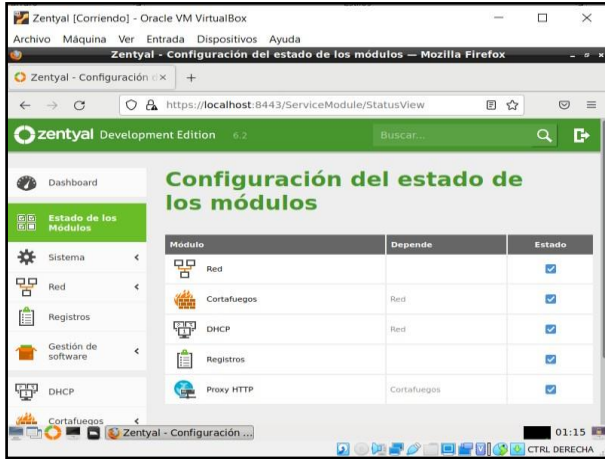 Zentyal [Corriendo] - Oracle VM VirtualBox
Archivo Máquina Ver Entrada Dispositivos Ayuda
Zentyal - Configuración del estado de los módulos — Mozilla Firefox
Zentyal - Configuración d
https://localhost:8443/ServiceModule/StatusView
zentyal Development Edition 6.2
Buscar...
Configuración del estado de
los módulos
Dashboard
Estado de los
Módulos
Sistema
Red
Registros
Gestión de
software
DHCP
Cortafuegos
Módulo Depende Estado
Red
Cortafuegos Red
DHCP Red
Registros
Proxy HTTP Cortafuegos
Zentyal - Configuración ...
01:15
CTRL DERECHA